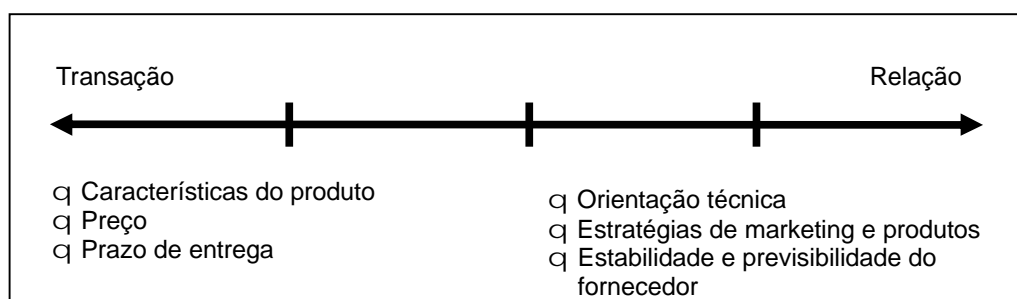 Transação
Relação
q Características do produto
q Preço
q Prazo de entrega
q Orientação técnica
q Estratégias de marketing e produtos
q Estabilidade e previsibilidade do
fornecedor